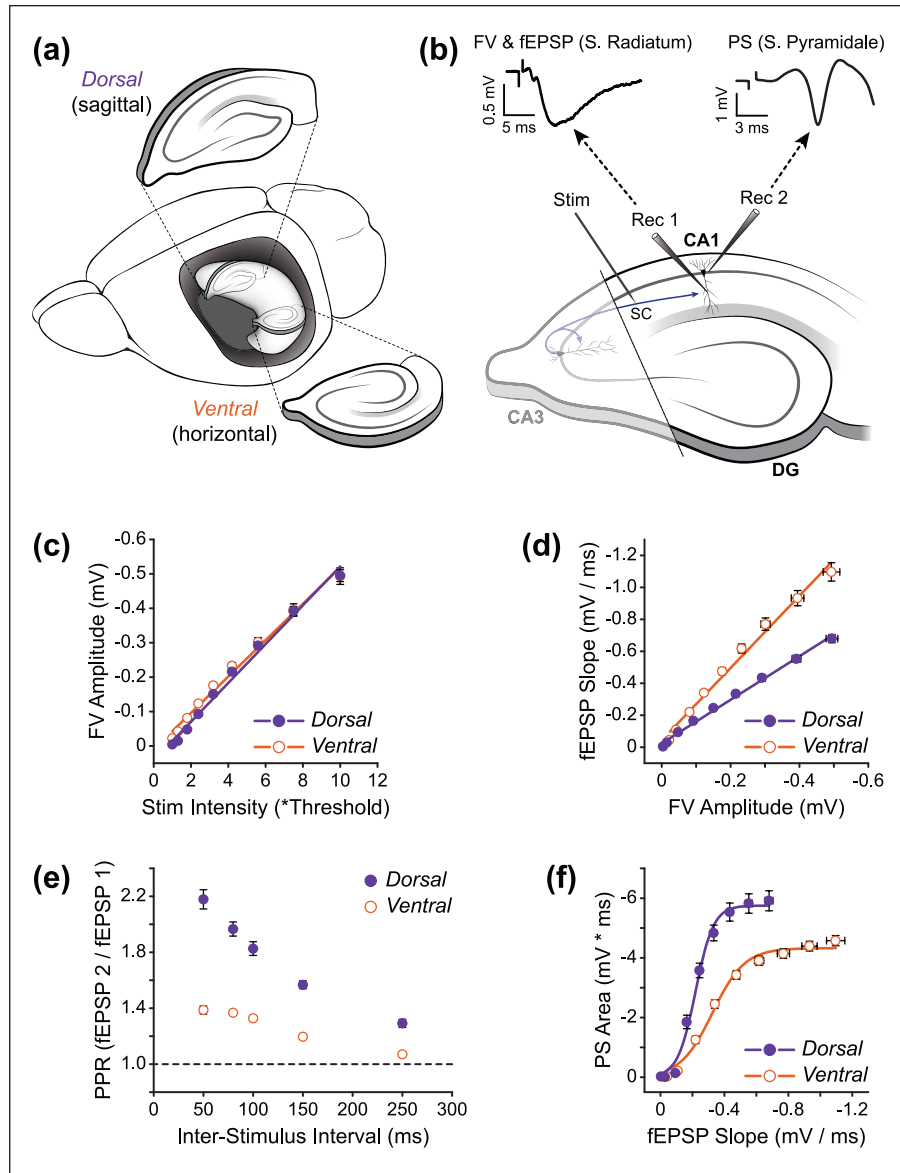 (a)
Dorsal
(sagittal)
Ventral
(horizontal)
(b)
FV & fEPSP (S. Radiatum)
PS (S. Pyramidale)
0.5 mV
5 ms
1 mV
3 ms
Stim
Rec 1
Rec 2
CA1
SC
CA3
DG
(c)
FV Amplitude (mV)
-0.6
-0.5
-0.4
-0.3
-0.2
-0.1
0
0 2 4 6 8 10 12
Stim Intensity (*Threshold)
Dorsal
Ventral
(d)
fEPSP Slope (mV / ms)
-1.2
-1.0
-0.8
-0.6
-0.4
-0.2
0
0 -0.2 -0.4 -0.6
FV Amplitude (mV)
Dorsal
Ventral
(e)
PPR (fEPSP 2 / fEPSP 1)
2.2
1.8
1.4
1.0
0 50 100 150 200 250 300
Inter-Stimulus Interval (ms)
Dorsal
Ventral
(f)
PS Area (mV * ms)
-6
-4
-2
0
0 -0.4 -0.8 -1.2
fEPSP Slope (mV / ms)
Dorsal
Ventral